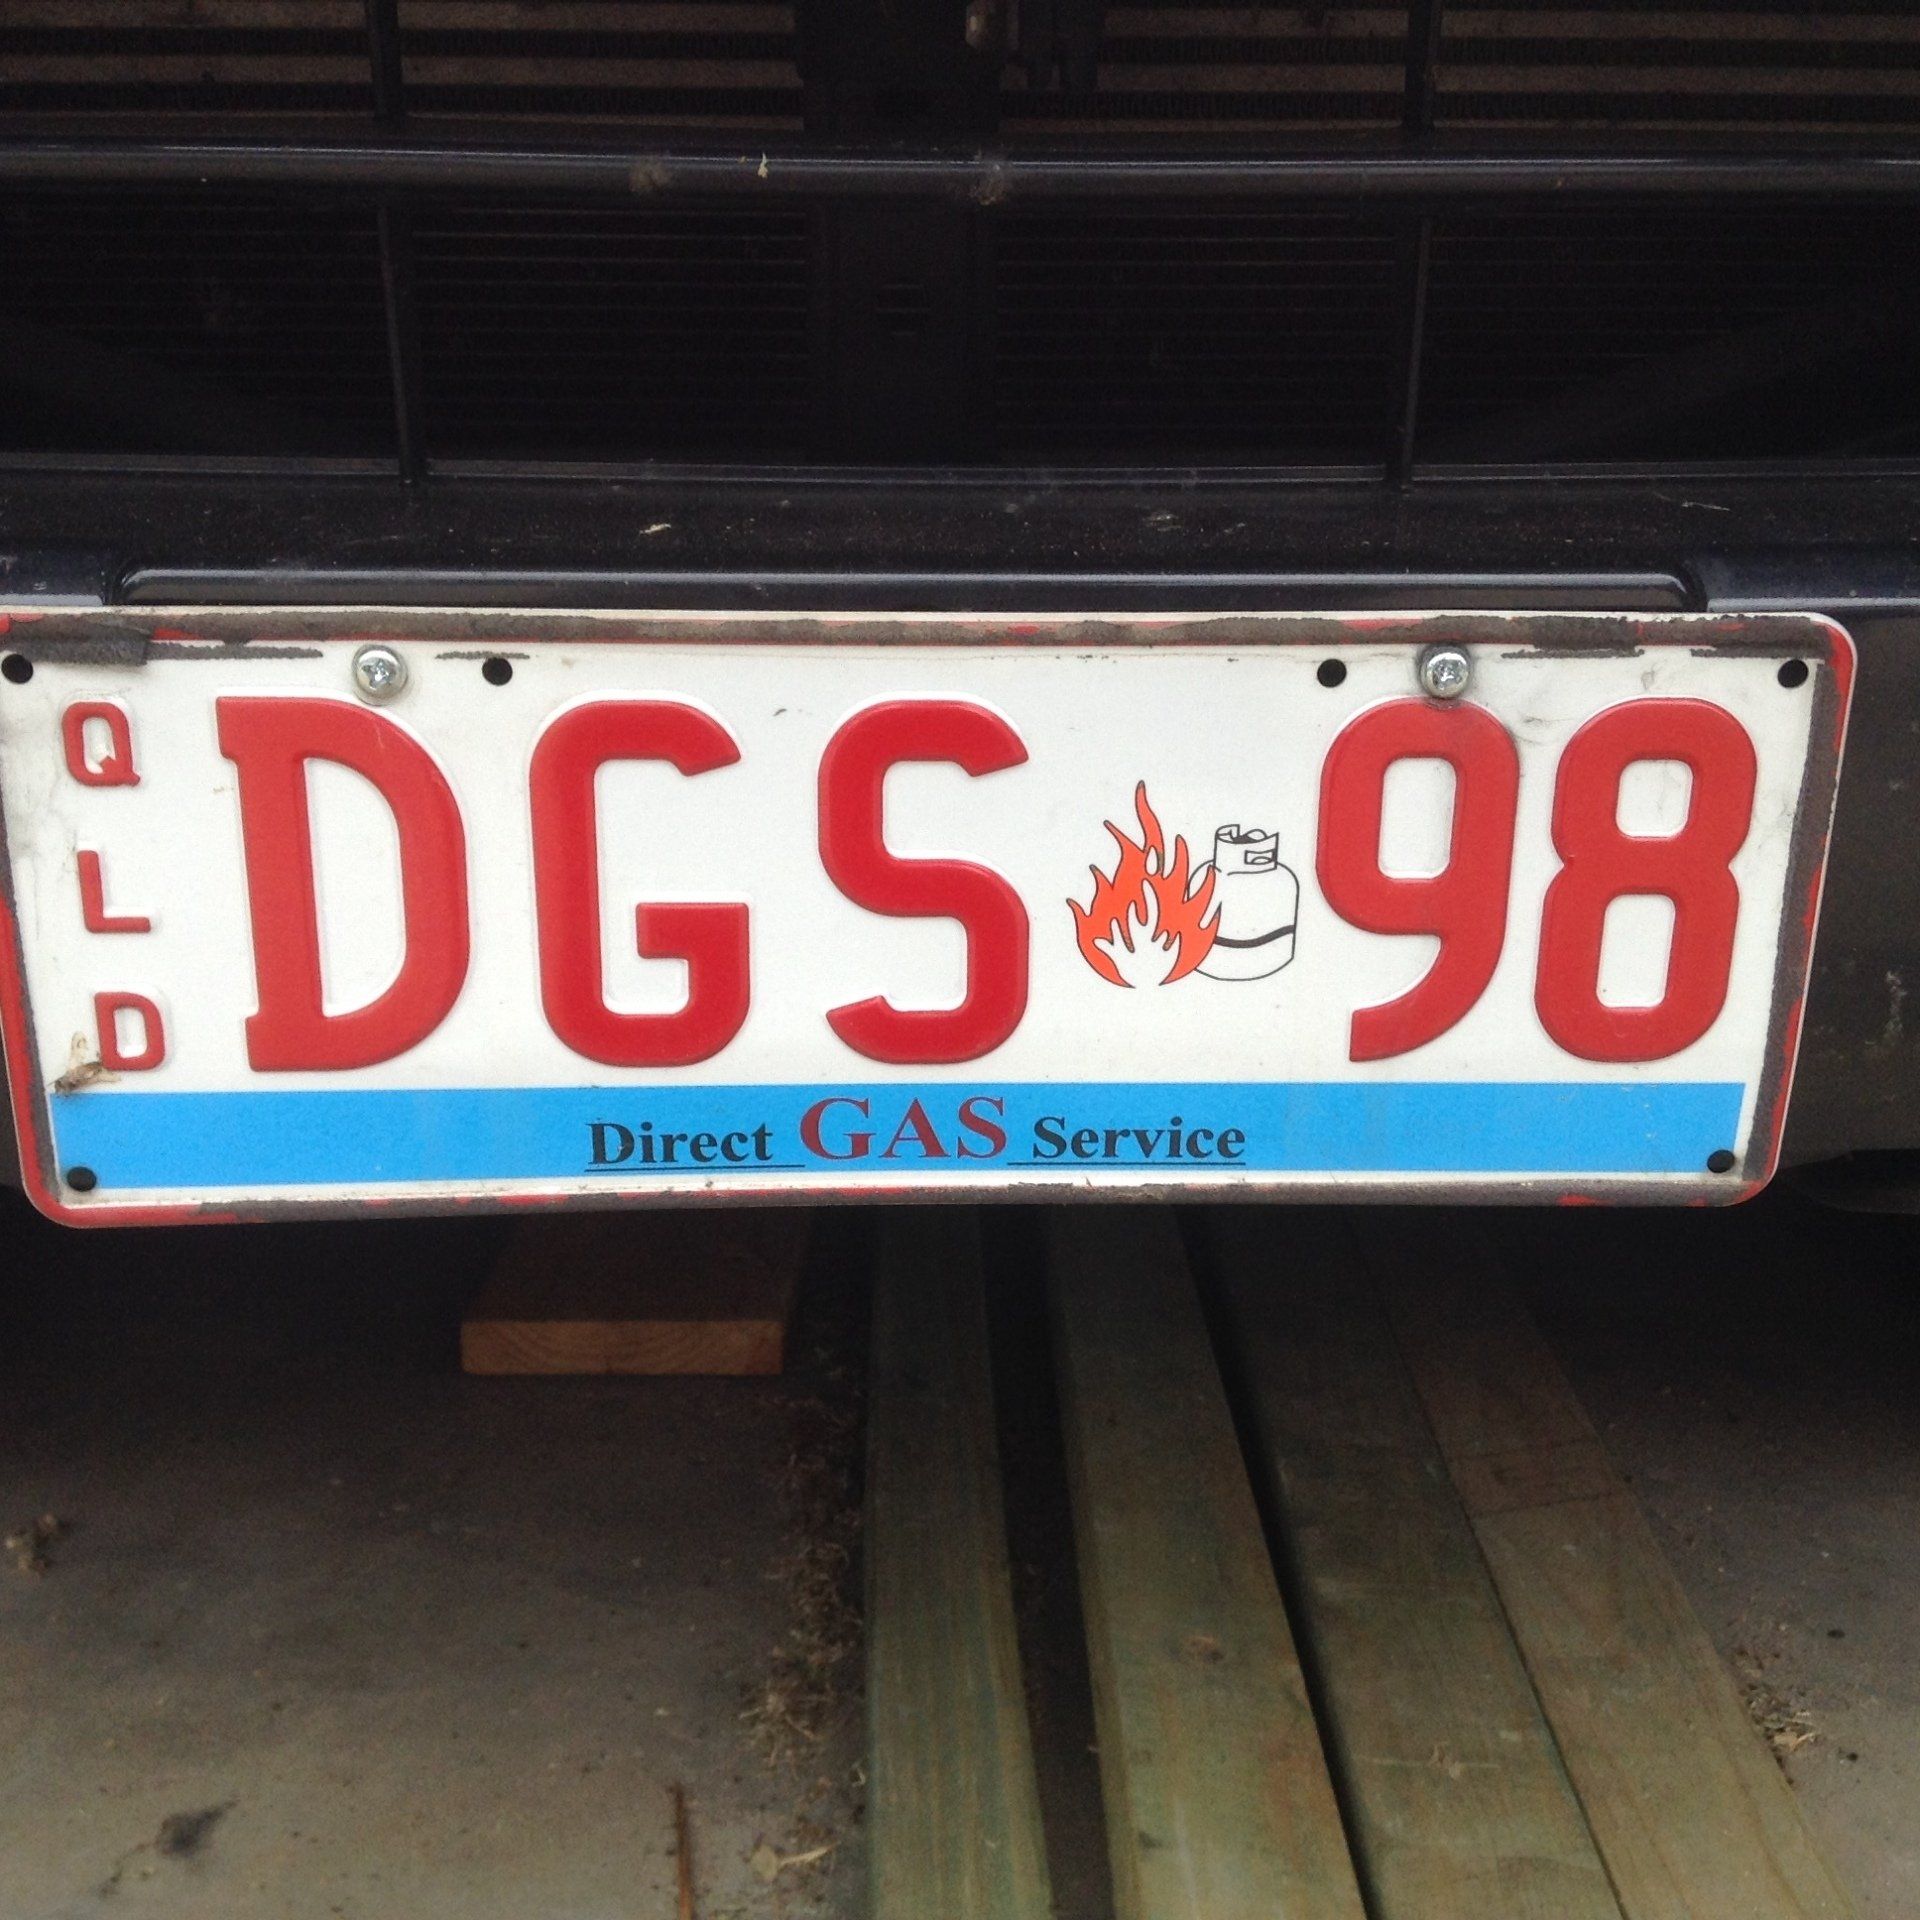 QLD
DGS 98
Direct GAS Service